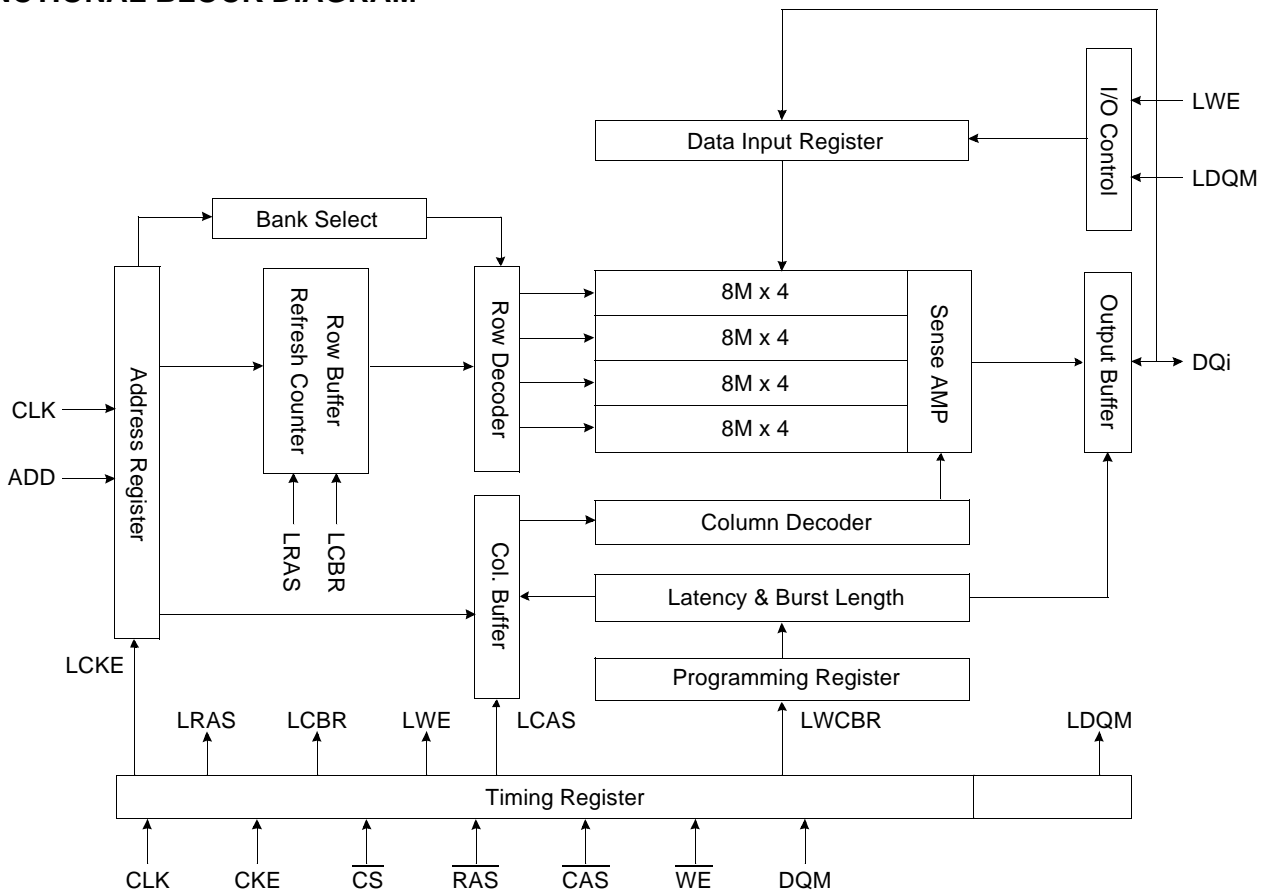 LWE
I/O Control
Data Input Register
LDQM
Bank Select
8M x 4
8M x 4
8M x 4
8M x 4
Sense AMP
Output Buffer
DQi
Row Decoder
Row Buffer
Refresh Counter
Address Register
CLK
ADD
LRAS
LCBR
Col. Buffer
Column Decoder
Latency & Burst Length
Programming Register
LCKE
LRAS
LCBR
LWE
LCAS
LWCBR
LDQM
Timing Register
CLK
CKE
CS
RAS
CAS
WE
DQM